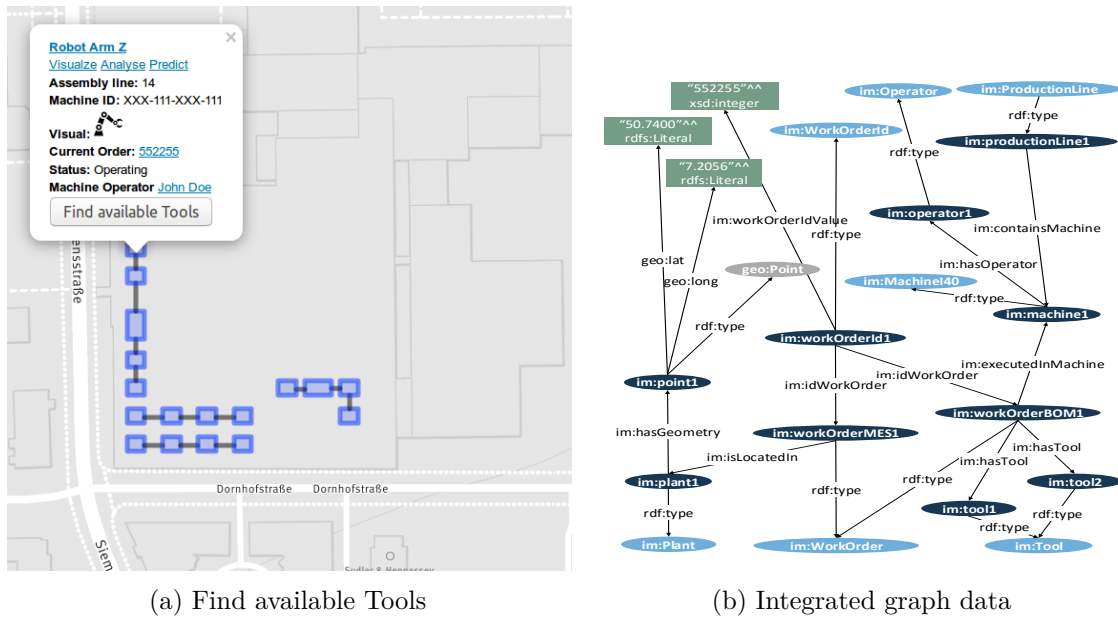 ×
Robot Arm Z
Visualze Analyse Predict
Assembly line: 14
Machine ID: XXX-111-XXX-111
Visual:
Current Order: 552255
Status: Operating
Machine Operator John Doe
Find available Tools
ensstraße
Dornhofstraße Dornhofstraße
Siem
(a) Find available Tools
"552255"^^
xsd:integer
im:Operator
im:ProductionLine
rdf:type
"50.7400"^^
rdfs:Literal
im:WorkOrderId
im:productionLine1
rdf:type
"7.2056"^^
rdfs:Literal
im:workOrderIdValue
im:operator1
rdf:type
im:containsMachine
geo:lat
geo:Point
im:hasOperator
geo:long
im:MachineI40
rdf:type
rdf:type
im:machine1
im:workOrderId1
im:executedInMachine
im:point1
im:idWorkOrder
im:idWorkOrder
im:workOrderBOM1
im:hasGeometry
im:workOrderMES1
im:hasTool
im:isLocatedIn
im:hasTool
im:plant1
rdf:type
rdf:type
im:tool2
im:tool1
rdf:type
rdf:type
rdf:type
im:Plant
im:WorkOrder
im:Tool
(b) Integrated graph data